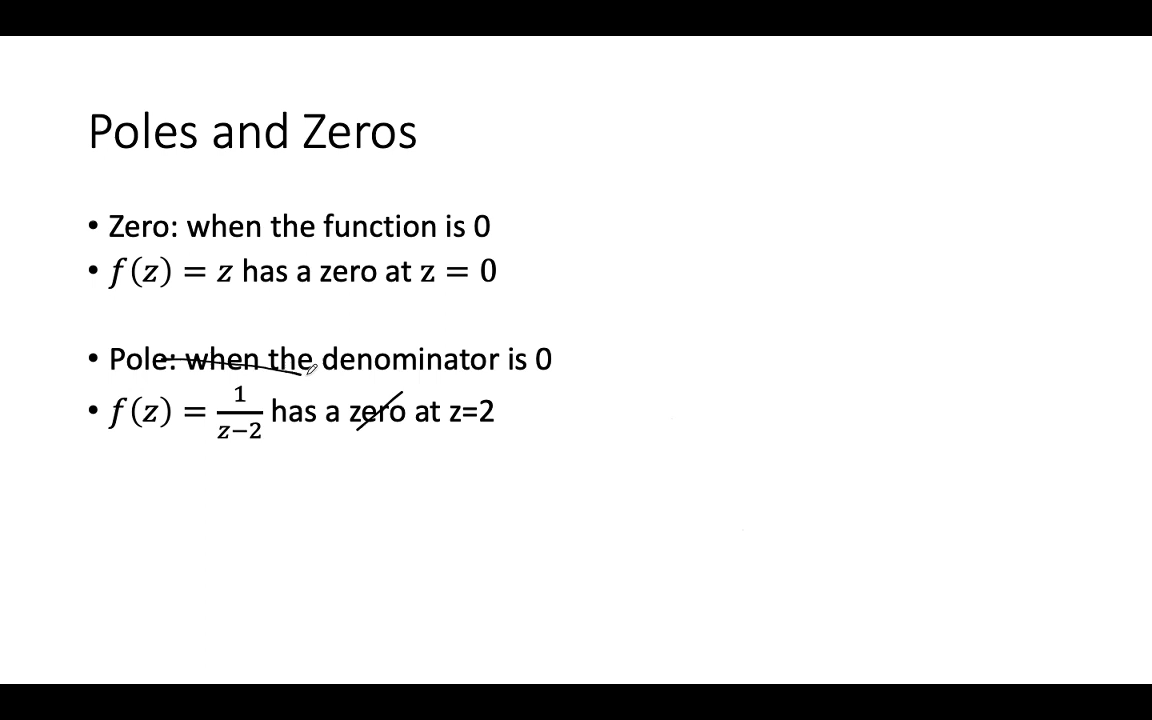 Poles and Zeros
• Zero: when the function is 0
• f(z) = z has a zero at z = 0
• Pole: when the denominator is 0
• f(z) = 1/(z−2) has a zero at z=2